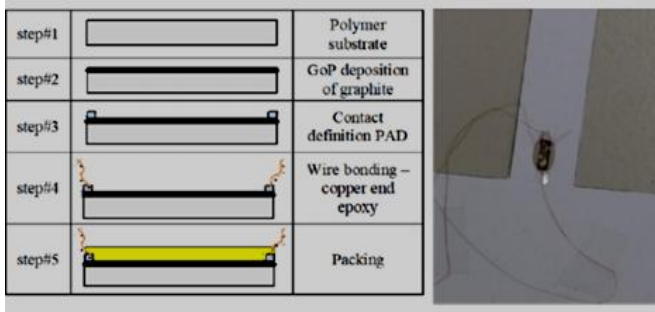 step#1
Polymer
substrate
step#2
GoP deposition
of graphite
step#3
Contact
definition PAD
step#4
Wire bonding –
copper end
epoxy
step#5
Packing